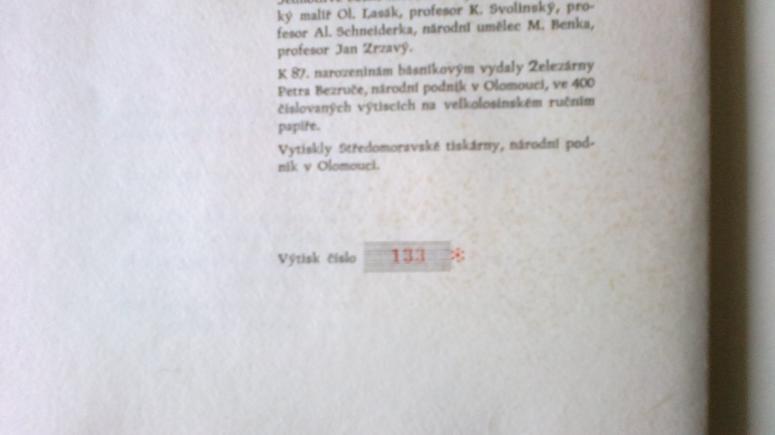 ký malíř Ol. Lasák, profesor K. Svolinský, pro-
fesor Al. Schneiderka, národní umělec M. Benka,
profesor Jan Zrzavý.
K 87. narozeninám básníkovým vydaly Železárny
Petra Bezruče, národní podnik v Olomouci, ve 400
číslovaných výtiscích na velkolosinském ručním
papíře.
Vytiskly Středomoravské tiskárny, národní pod-
nik v Olomouci.
Výtisk číslo 133 *